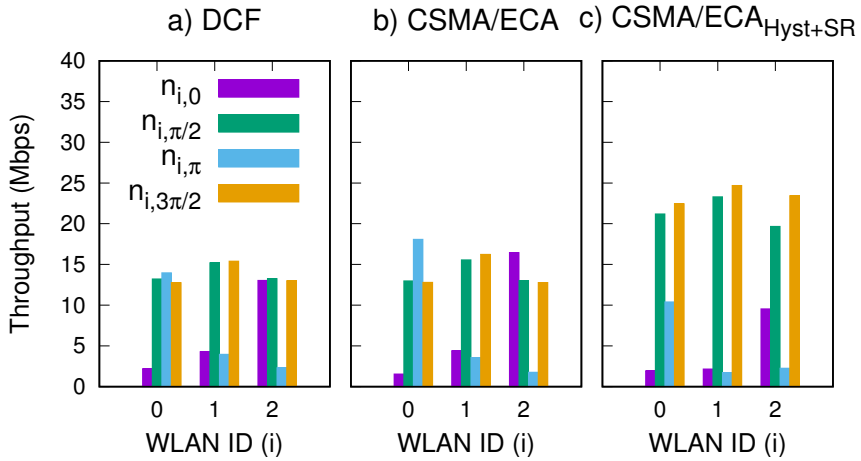 a) DCF
b) CSMA/ECA
c) CSMA/ECA_Hyst+SR
Throughput (Mbps)
40
35
30
25
20
15
10
5
0
n_i,0
n_i,π/2
n_i,π
n_i,3π/2
0 1 2
0 1 2
0 1 2
WLAN ID (i)
WLAN ID (i)
WLAN ID (i)